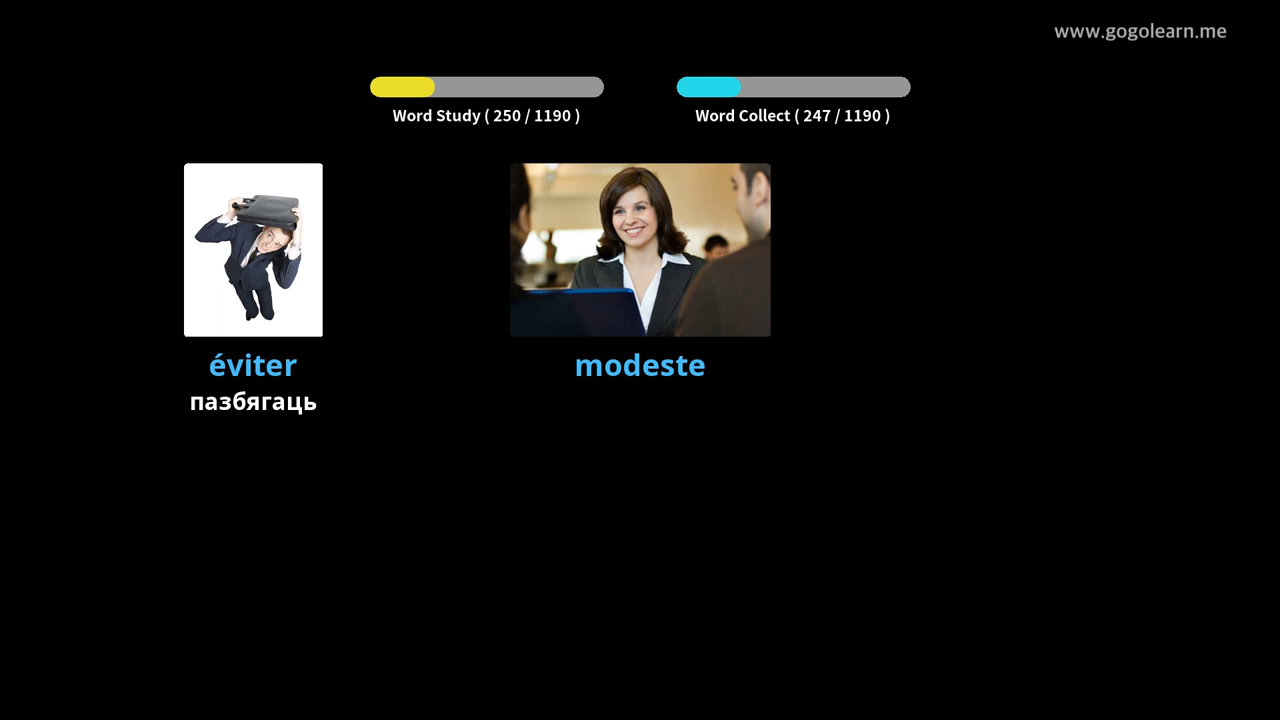 www.gogolearn.me
Word Study ( 250 / 1190 )
Word Collect ( 247 / 1190 )
éviter
пазбягаць
modeste